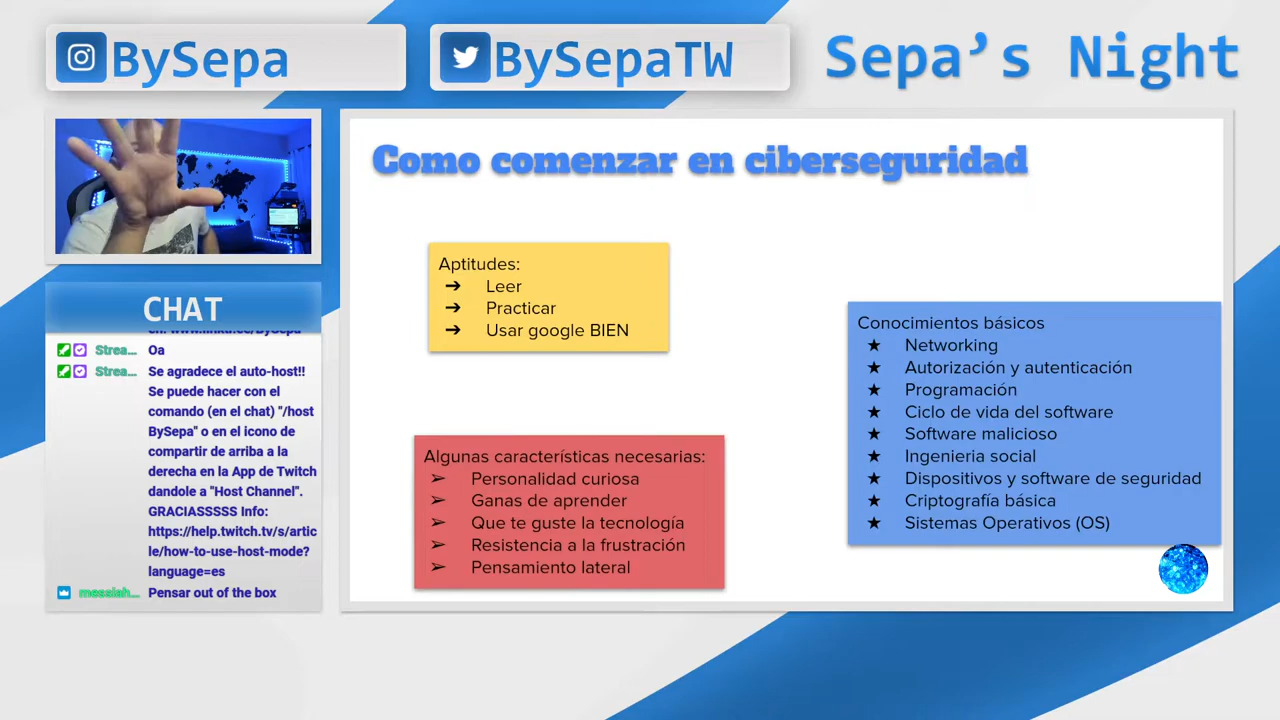 BySepa
BySepaTW
Sepa's Night
Como comenzar en ciberseguridad
Aptitudes:
➔ Leer
➔ Practicar
➔ Usar google BIEN
Conocimientos básicos
★ Networking
★ Autorización y autenticación
★ Programación
★ Ciclo de vida del software
★ Software malicioso
★ Ingenieria social
★ Dispositivos y software de seguridad
★ Criptografía básica
★ Sistemas Operativos (OS)
Algunas características necesarias:
➢ Personalidad curiosa
➢ Ganas de aprender
➢ Que te guste la tecnología
➢ Resistencia a la frustración
➢ Pensamiento lateral
CHAT
Strea... Oa
Strea... Se agradece el auto-host!!
Se puede hacer con el
comando (en el chat) "/host
BySepa" o en el icono de
compartir de arriba a la
derecha en la App de Twitch
dandole a "Host Channel".
GRACIASSSSS Info:
https://help.twitch.tv/s/artic
le/how-to-use-host-mode?
language=es
messiah... Pensar out of the box